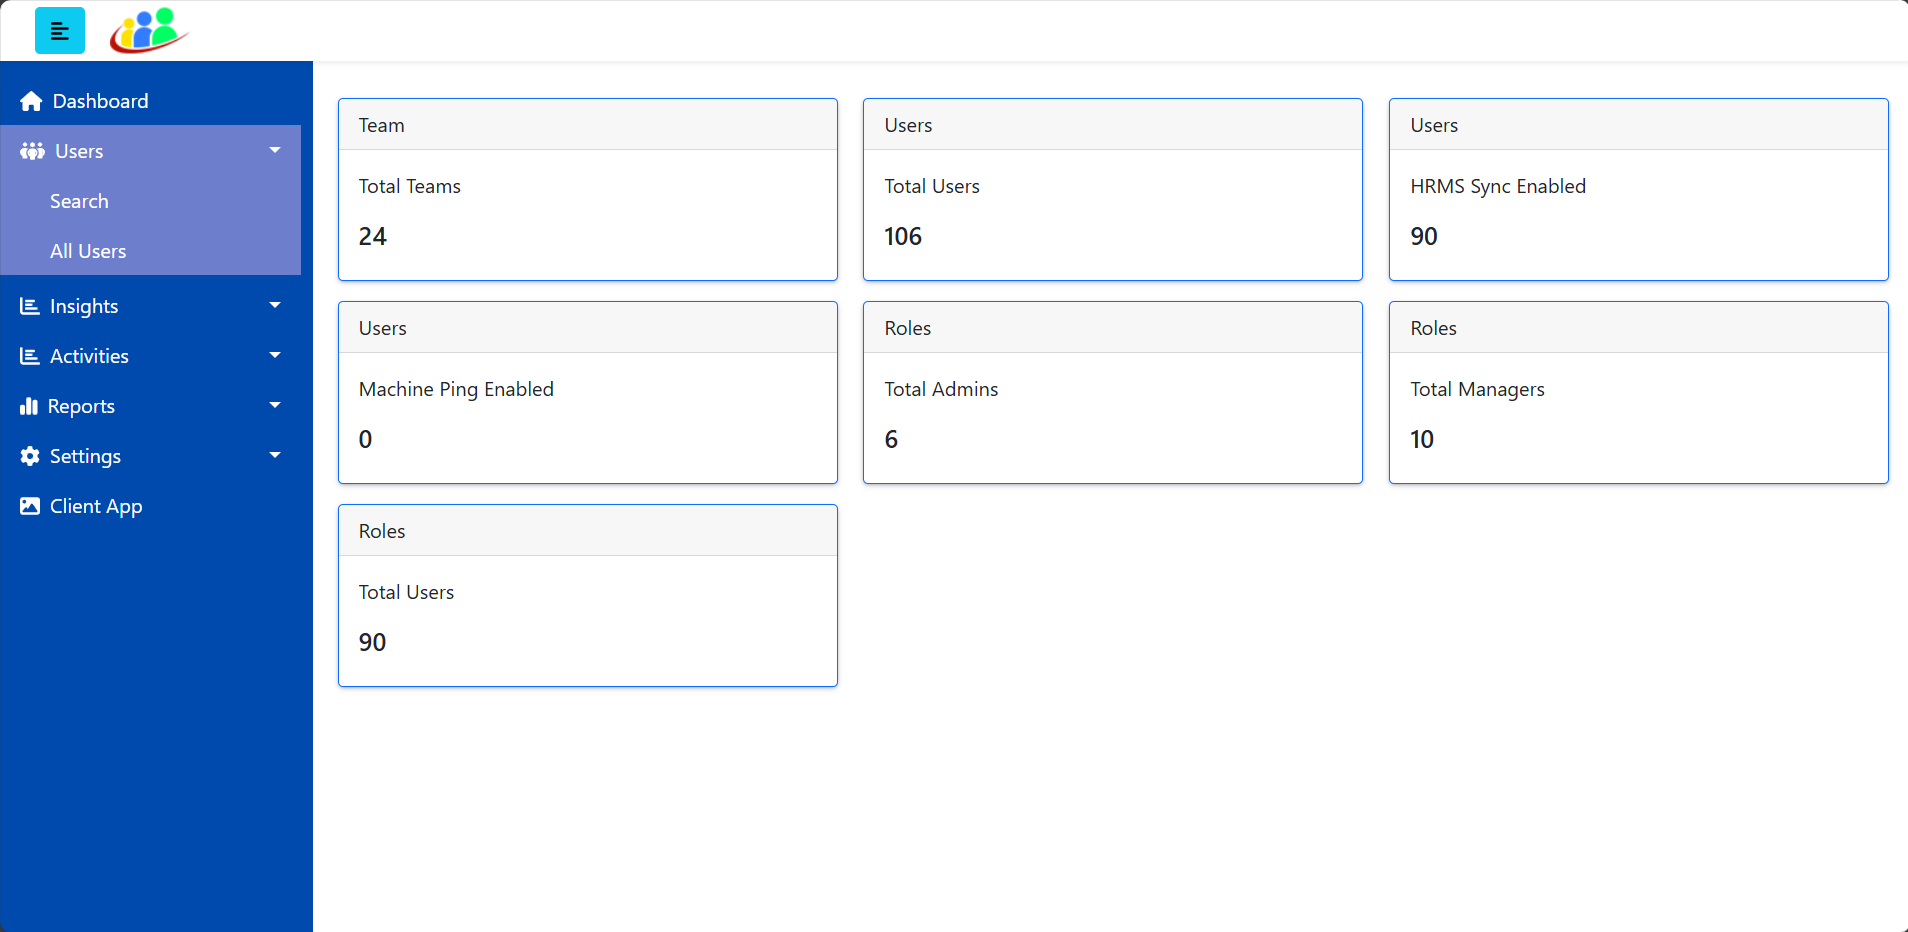 Dashboard
Users
Search
All Users
Insights
Activities
Reports
Settings
Client App
Team
Total Teams
24
Users
Total Users
106
Users
HRMS Sync Enabled
90
Users
Machine Ping Enabled
0
Roles
Total Admins
6
Roles
Total Managers
10
Roles
Total Users
90